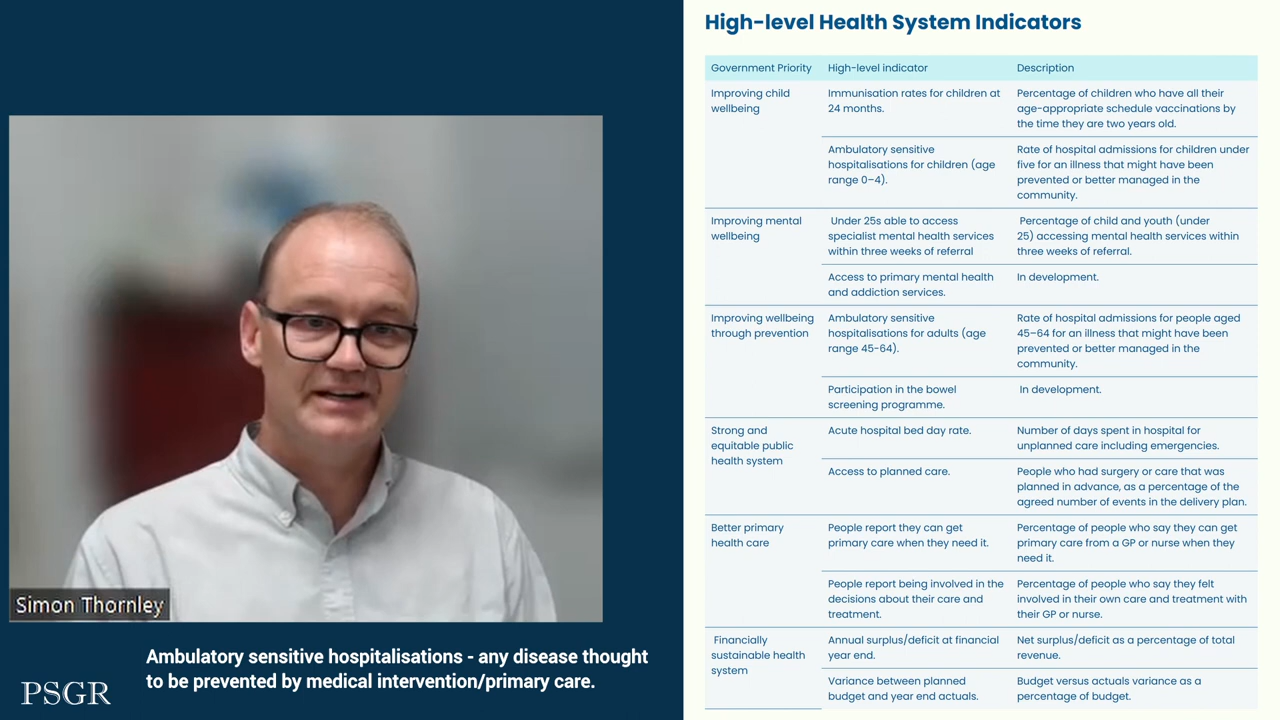 High-level Health System Indicators
Government Priority
High-level indicator
Description
Improving child
wellbeing
Immunisation rates for children at
24 months.
Percentage of children who have all their
age-appropriate schedule vaccinations by
the time they are two years old.
Ambulatory sensitive
hospitalisations for children (age
range 0–4).
Rate of hospital admissions for children under
five for an illness that might have been
prevented or better managed in the
community.
Improving mental
wellbeing
Under 25s able to access
specialist mental health services
within three weeks of referral
Percentage of child and youth (under
25) accessing mental health services within
three weeks of referral.
Access to primary mental health
and addiction services.
In development.
Improving wellbeing
through prevention
Ambulatory sensitive
hospitalisations for adults (age
range 45-64).
Rate of hospital admissions for people aged
45–64 for an illness that might have been
prevented or better managed in the
community.
Participation in the bowel
screening programme.
In development.
Strong and
equitable public
health system
Acute hospital bed day rate.
Number of days spent in hospital for
unplanned care including emergencies.
Access to planned care.
People who had surgery or care that was
planned in advance, as a percentage of the
agreed number of events in the delivery plan.
Better primary
health care
People report they can get
primary care when they need it.
Percentage of people who say they can get
primary care from a GP or nurse when they
need it.
People report being involved in the
decisions about their care and
treatment.
Percentage of people who say they felt
involved in their own care and treatment with
their GP or nurse.
Financially
sustainable health
system
Annual surplus/deficit at financial
year end.
Net surplus/deficit as a percentage of total
revenue.
Variance between planned
budget and year end actuals.
Budget versus actuals variance as a
percentage of budget.
Simon Thornley
Ambulatory sensitive hospitalisations - any disease thought
to be prevented by medical intervention/primary care.
PSGR